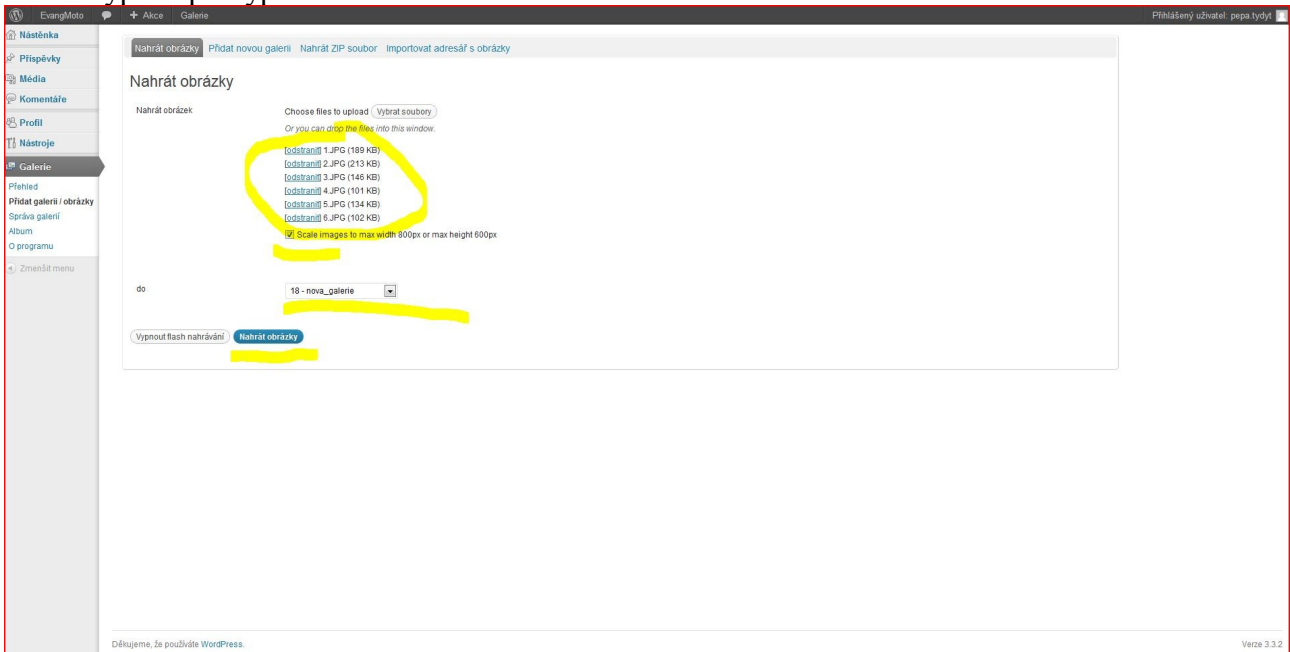 EvangMoto + Akce Galerie Přihlášený uživatel: pepa.tydyt
Nástěnka
Příspěvky
Média
Komentáře
Profil
Nástroje
Galerie
Přehled
Přidat galerii / obrázky
Správa galerií
Album
O programu
Zmenšit menu
Nahrát obrázky Přidat novou galerii Nahrát ZIP soubor Importovat adresář s obrázky
Nahrát obrázky
Nahrát obrázek Choose files to upload Vybrat soubory
Or you can drop the files into this window.
[odstranit] 1.JPG (189 KB)
[odstranit] 2.JPG (213 KB)
[odstranit] 3.JPG (146 KB)
[odstranit] 4.JPG (101 KB)
[odstranit] 5.JPG (134 KB)
[odstranit] 6.JPG (102 KB)
Scale images to max width 800px or max height 600px
do 18 - nova_galerie
Vypnout flash nahrávání Nahrát obrázky
Děkujeme, že používáte WordPress. Verze 3.3.2